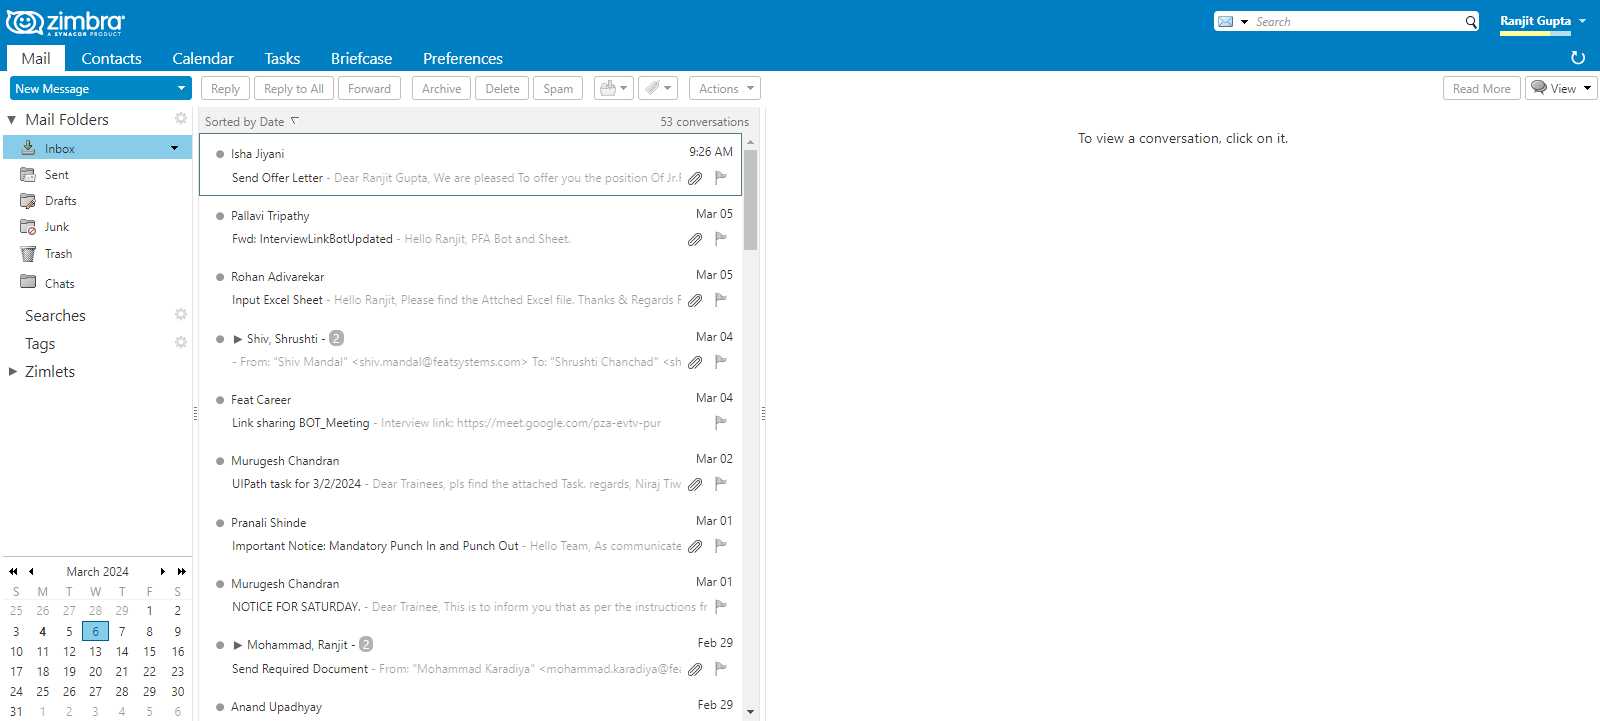 zimbra
A SYNACOR PRODUCT
Search
Ranjit Gupta
Mail Contacts Calendar Tasks Briefcase Preferences
New Message
Reply Reply to All Forward Archive Delete Spam Actions Read More View
Mail Folders
Inbox
Sent
Drafts
Junk
Trash
Chats
Searches
Tags
Zimlets
March 2024
S M T W T F S
25 26 27 28 29 1 2
3 4 5 6 7 8 9
10 11 12 13 14 15 16
17 18 19 20 21 22 23
24 25 26 27 28 29 30
31 1 2 3 4 5 6
Sorted by Date 53 conversations
Isha Jiyani 9:26 AM
Send Offer Letter - Dear Ranjit Gupta, We are pleased To offer you the position Of Jr.F
Pallavi Tripathy Mar 05
Fwd: InterviewLinkBotUpdated - Hello Ranjit, PFA Bot and Sheet.
Rohan Adivarekar Mar 05
Input Excel Sheet - Hello Ranjit, Please find the Attched Excel file. Thanks & Regards F
Shiv, Shrushti - 2 Mar 04
- From: "Shiv Mandal" <shiv.mandal@featsystems.com> To: "Shrushti Chanchad" <sh
Feat Career Mar 04
Link sharing BOT_Meeting - Interview link: https://meet.google.com/pza-evtv-pur
Murugesh Chandran Mar 02
UIPath task for 3/2/2024 - Dear Trainees, pls find the attached Task. regards, Niraj Tiw
Pranali Shinde Mar 01
Important Notice: Mandatory Punch In and Punch Out - Hello Team, As communicate
Murugesh Chandran Mar 01
NOTICE FOR SATURDAY. - Dear Trainee, This is to inform you that as per the instructions fr
Mohammad, Ranjit - 2 Feb 29
Send Required Document - From: "Mohammad Karadiya" <mohammad.karadiya@fea
Anand Upadhyay Feb 29
To view a conversation, click on it.